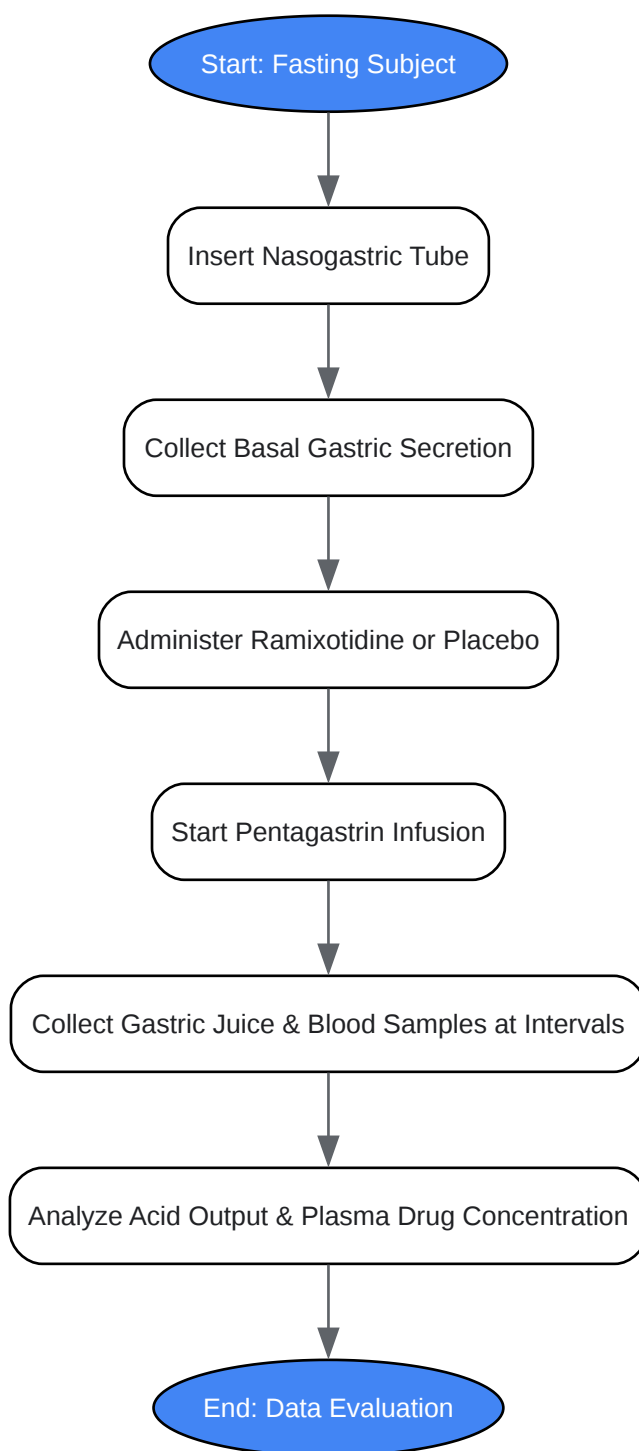 Start: Fasting Subject
Insert Nasogastric Tube
Collect Basal Gastric Secretion
Administer Ramixotidine or Placebo
Start Pentagastrin Infusion
Collect Gastric Juice & Blood Samples at Intervals
Analyze Acid Output & Plasma Drug Concentration
End: Data Evaluation